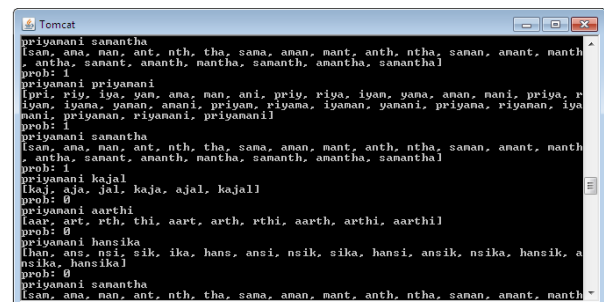 Tomcat
priyamani samantha
[sam, ama, man, ant, nth, tha, sama, aman, mant, anth, ntha, saman, amant, manth
, antha, samant, amanth, mantha, samanth, amantha, samantha]
prob: 1
priyamani priyamani
[pri, riy, iya, yam, ama, man, ani, priy, riya, iyam, yama, aman, mani, priya, r
iyam, iyama, yaman, amani, priyam, riyama, iyaman, yamani, priyama, riyaman, iya
mani, priyaman, riyamani, priyamani]
prob: 1
priyamani samantha
[sam, ama, man, ant, nth, tha, sama, aman, mant, anth, ntha, saman, amant, manth
, antha, samant, amanth, mantha, samanth, amantha, samantha]
prob: 1
priyamani kajal
[kaj, aja, jal, kaja, ajal, kajal]
prob: 0
priyamani aarthi
[aar, art, rth, thi, aart, arth, rthi, aarth, arthi, aarthi]
prob: 0
priyamani hansika
[han, ans, nsi, sik, ika, hans, ansi, nsik, sika, hansi, ansik, nsika, hansik, a
nsika, hansika]
prob: 0
priyamani samantha
[sam, ama, man, ant, nth, tha, sama, aman, mant, anth, ntha, saman, amant, manth